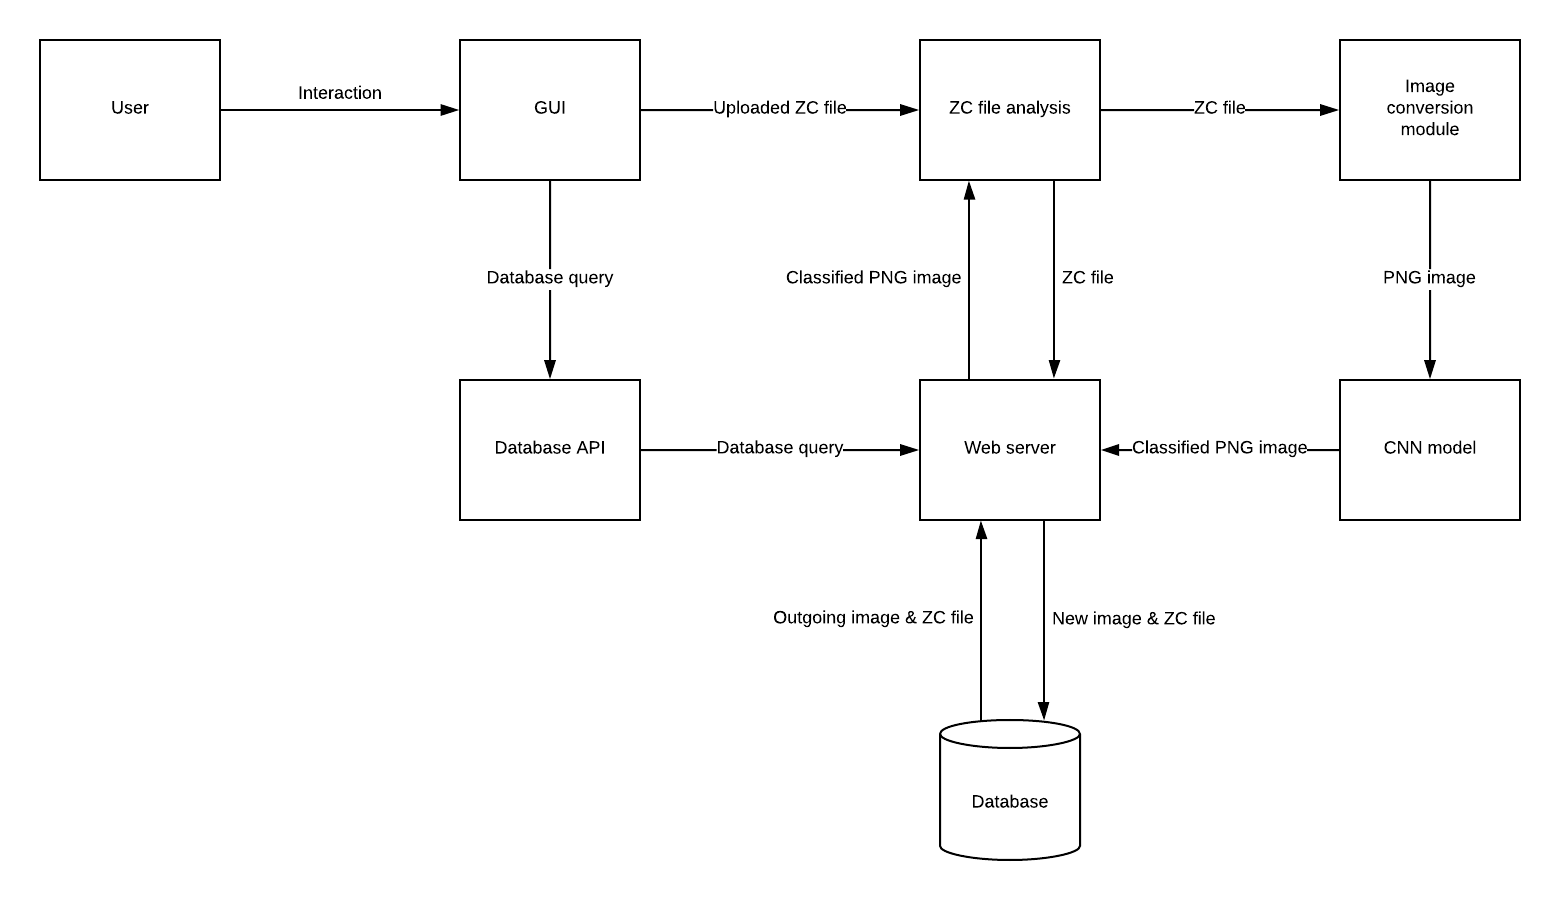 User
Interaction
GUI
Uploaded ZC file
ZC file analysis
ZC file
Image
conversion
module
Database query
Classified PNG image
ZC file
PNG image
Database API
Database query
Web server
Classified PNG image
CNN model
Outgoing image & ZC file
New image & ZC file
Database